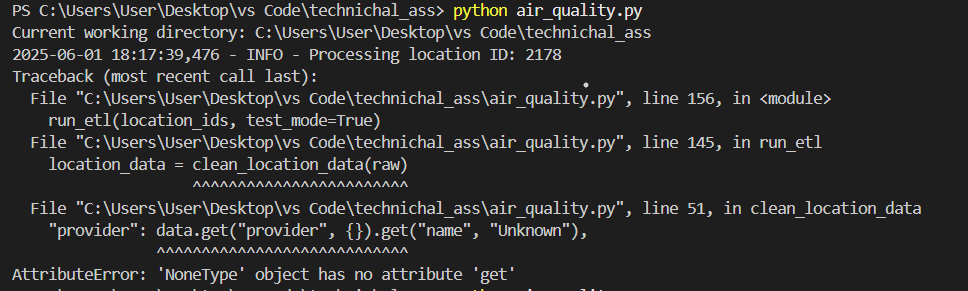 PS C:\Users\User\Desktop\vs Code\technichal_ass> python air_quality.py
Current working directory: C:\Users\User\Desktop\vs Code\technichal_ass
2025-06-01 18:17:39,476 - INFO - Processing location ID: 2178
Traceback (most recent call last):
  File "C:\Users\User\Desktop\vs Code\technichal_ass\air_quality.py", line 156, in <module>
    run_etl(location_ids, test_mode=True)
  File "C:\Users\User\Desktop\vs Code\technichal_ass\air_quality.py", line 145, in run_etl
    location_data = clean_location_data(raw)
                    ^^^^^^^^^^^^^^^^^^^^^^^^
  File "C:\Users\User\Desktop\vs Code\technichal_ass\air_quality.py", line 51, in clean_location_data
    "provider": data.get("provider", {}).get("name", "Unknown"),
                ^^^^^^^^^^^^^^^^^^^^^^^^^^^^
AttributeError: 'NoneType' object has no attribute 'get'